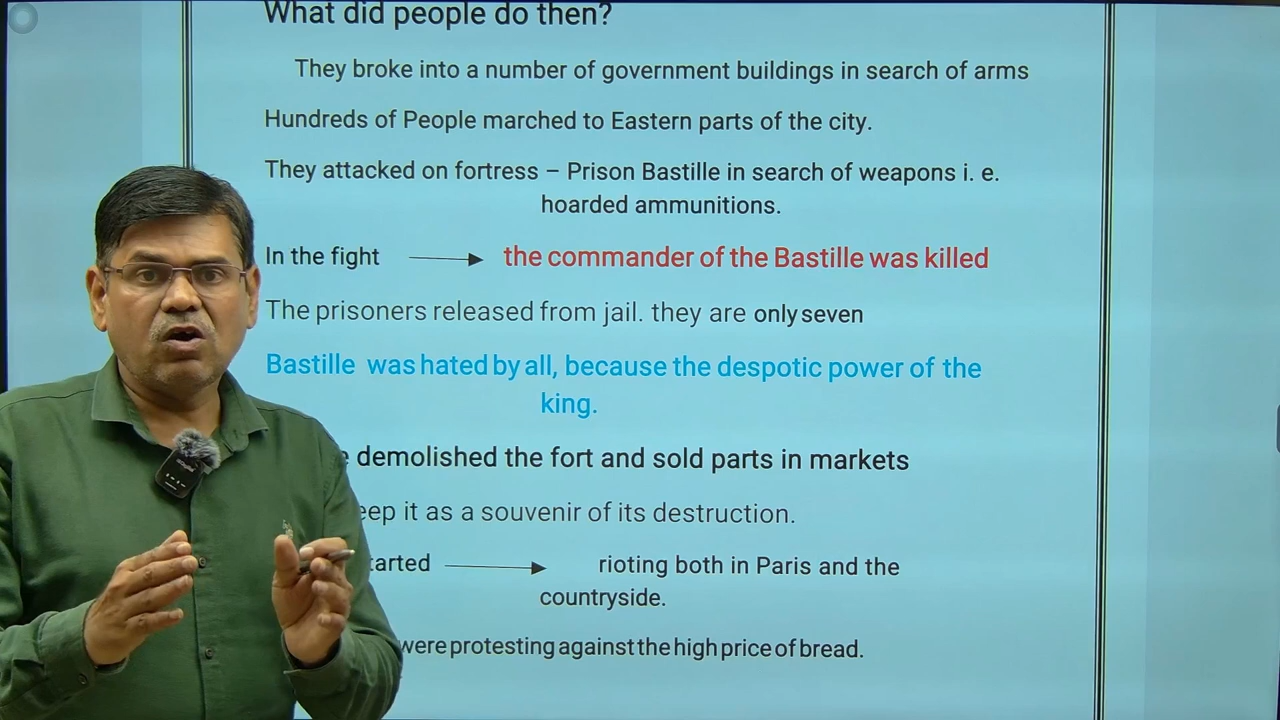 What did people do then?
They broke into a number of government buildings in search of arms
Hundreds of People marched to Eastern parts of the city.
They attacked on fortress – Prison Bastille in search of weapons i. e.
hoarded ammunitions.
In the fight the commander of the Bastille was killed
The prisoners released from jail. they are only seven
Bastille was hated by all, because the despotic power of the
king.
demolished the fort and sold parts in markets
it as a souvenir of its destruction.
rioting both in Paris and the
countryside.
were protesting against the high price of bread.